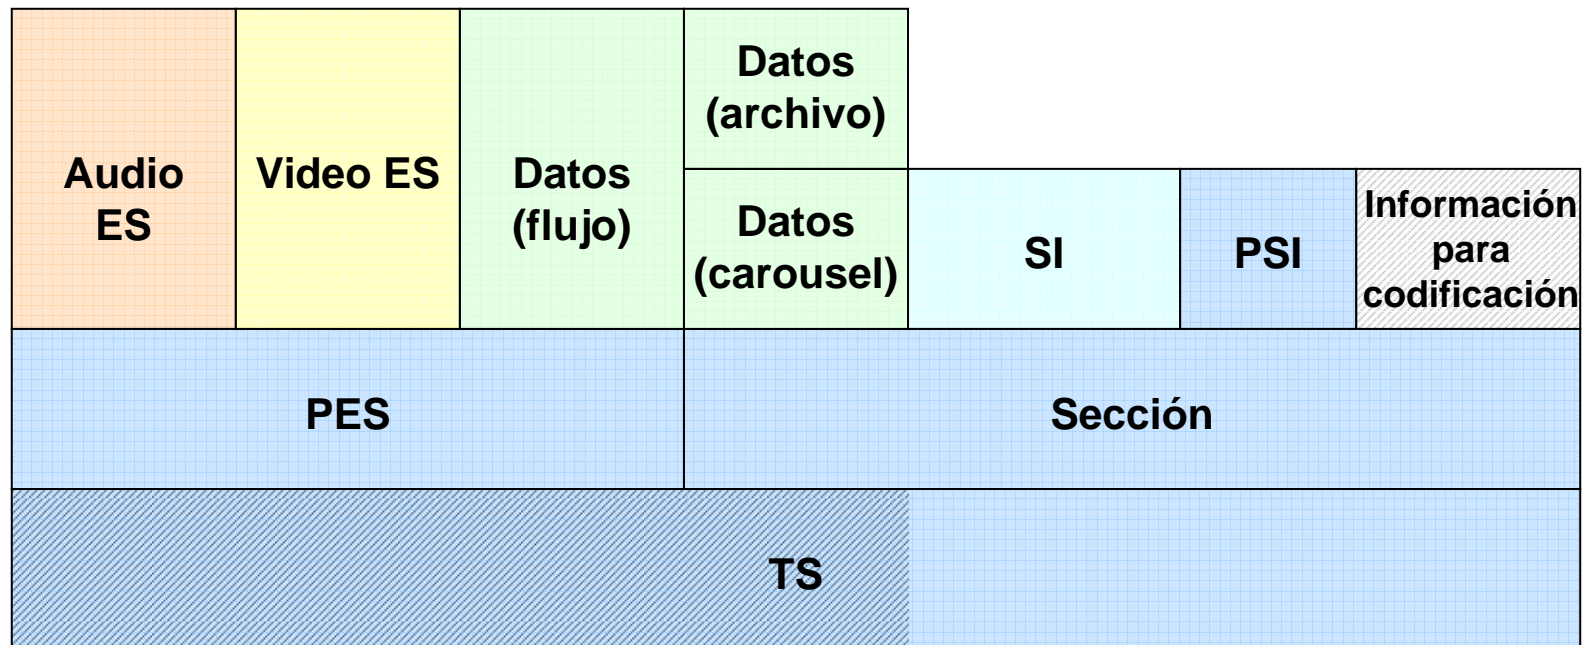 Audio
ES
Video ES
Datos
(flujo)
Datos
(archivo)
Datos
(carousel)
SI
PSI
Información
para
codificación
PES
Sección
TS